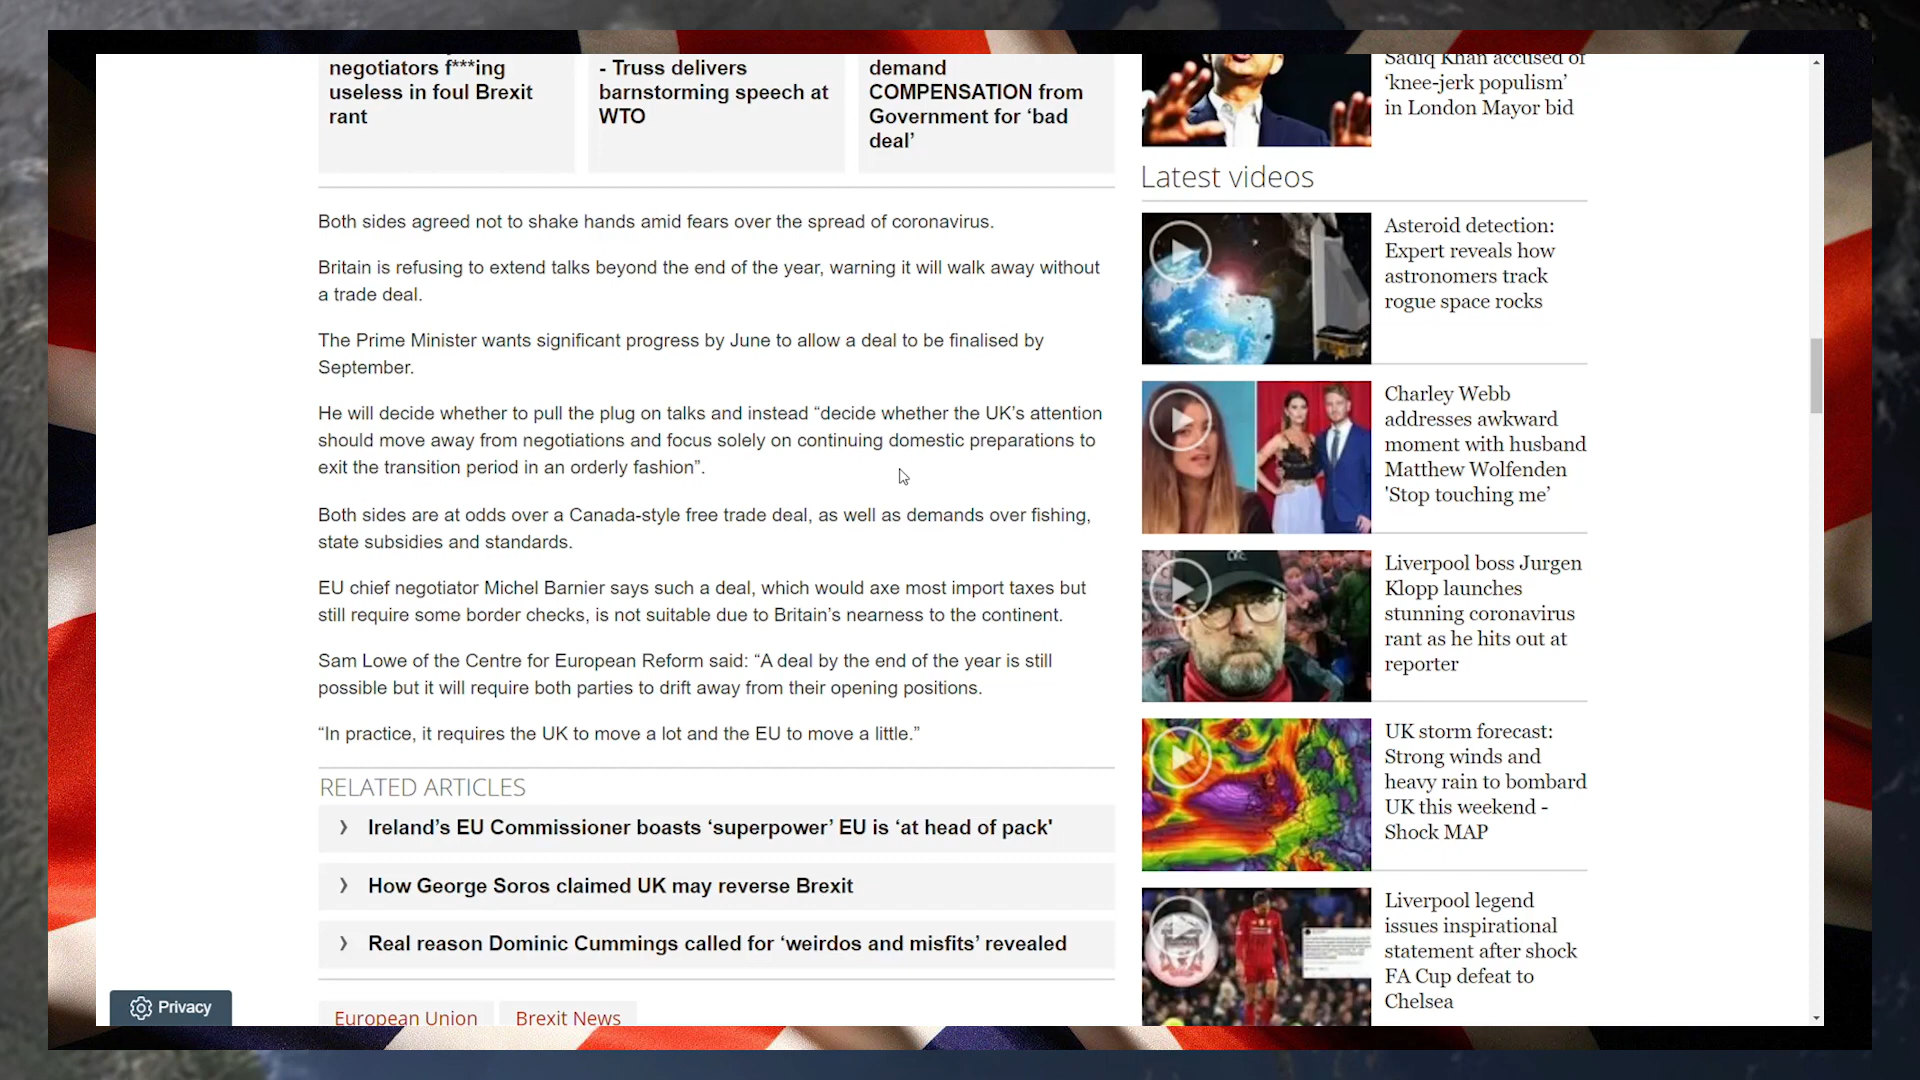 negotiators f***ing
useless in foul Brexit
rant
- Truss delivers
barnstorming speech at
WTO
demand
COMPENSATION from
Government for ‘bad
deal’
Both sides agreed not to shake hands amid fears over the spread of coronavirus.
Britain is refusing to extend talks beyond the end of the year, warning it will walk away without
a trade deal.
The Prime Minister wants significant progress by June to allow a deal to be finalised by
September.
He will decide whether to pull the plug on talks and instead “decide whether the UK’s attention
should move away from negotiations and focus solely on continuing domestic preparations to
exit the transition period in an orderly fashion”.
Both sides are at odds over a Canada-style free trade deal, as well as demands over fishing,
state subsidies and standards.
EU chief negotiator Michel Barnier says such a deal, which would axe most import taxes but
still require some border checks, is not suitable due to Britain’s nearness to the continent.
Sam Lowe of the Centre for European Reform said: “A deal by the end of the year is still
possible but it will require both parties to drift away from their opening positions.
“In practice, it requires the UK to move a lot and the EU to move a little.”
RELATED ARTICLES
Ireland’s EU Commissioner boasts ‘superpower’ EU is ‘at head of pack'
How George Soros claimed UK may reverse Brexit
Real reason Dominic Cummings called for ‘weirdos and misfits’ revealed
European Union
Brexit News
Privacy
Sadiq Khan accused of
‘knee-jerk populism’
in London Mayor bid
Latest videos
Asteroid detection:
Expert reveals how
astronomers track
rogue space rocks
Charley Webb
addresses awkward
moment with husband
Matthew Wolfenden
'Stop touching me’
Liverpool boss Jurgen
Klopp launches
stunning coronavirus
rant as he hits out at
reporter
UK storm forecast:
Strong winds and
heavy rain to bombard
UK this weekend -
Shock MAP
Liverpool legend
issues inspirational
statement after shock
FA Cup defeat to
Chelsea